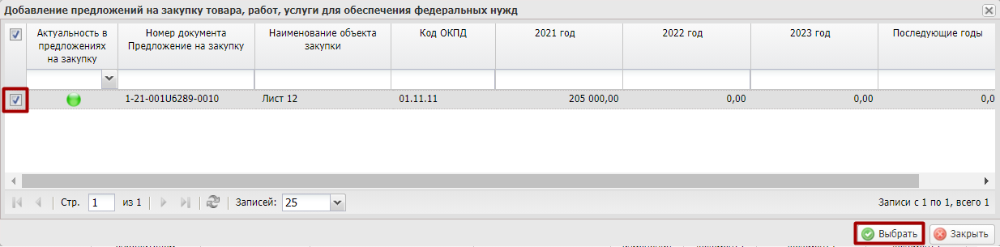 Добавление предложений на закупку товара, работ, услуги для обеспечения федеральных нужд
Актуальность в предложениях на закупку
Номер документа Предложение на закупку
Наименование объекта закупки
Код ОКПД
2021 год
2022 год
2023 год
Последующие годы
1-21-001U6289-0010 Лист 12 01.11.11 205 000,00 0,00 0,00 0,0
Стр. 1 из 1 Записей: 25 Записи с 1 по 1, всего 1
Выбрать Закрыть